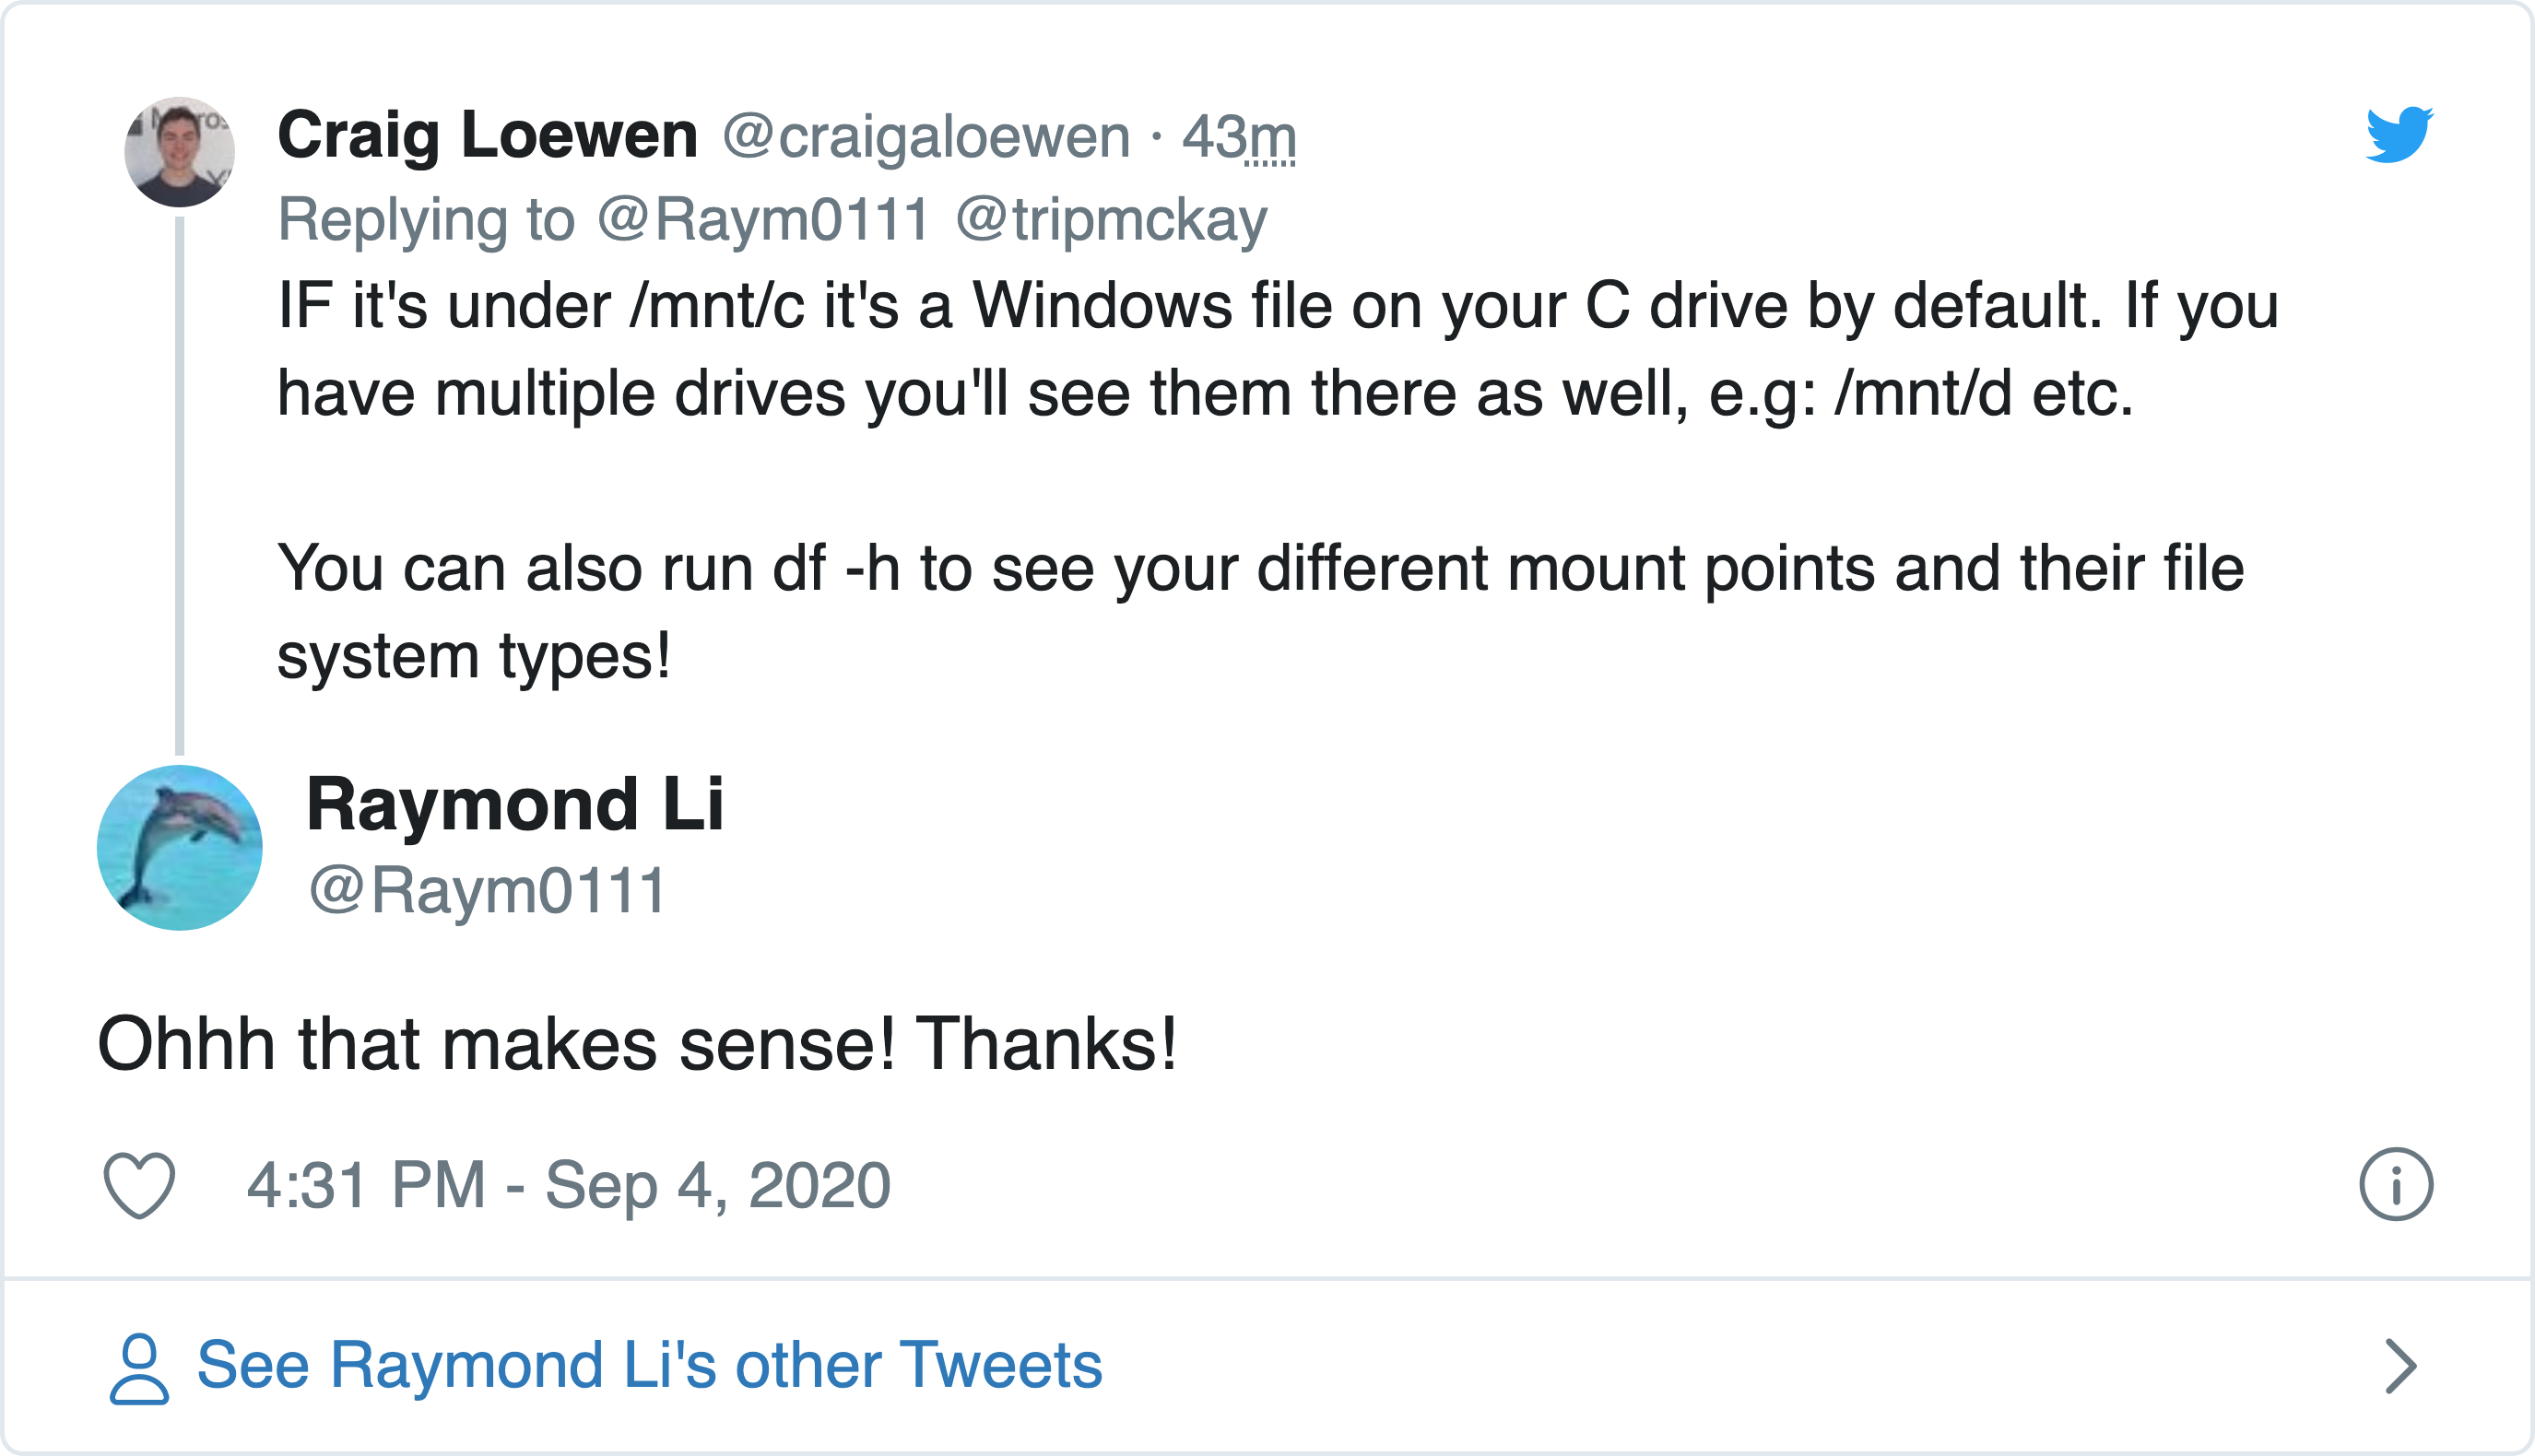 Craig Loewen @craigaloewen · 43m
Replying to @Raym0111 @tripmckay
IF it's under /mnt/c it's a Windows file on your C drive by default. If you
have multiple drives you'll see them there as well, e.g: /mnt/d etc.
You can also run df -h to see your different mount points and their file
system types!
Raymond Li
@Raym0111
Ohhh that makes sense! Thanks!
4:31 PM - Sep 4, 2020
See Raymond Li's other Tweets